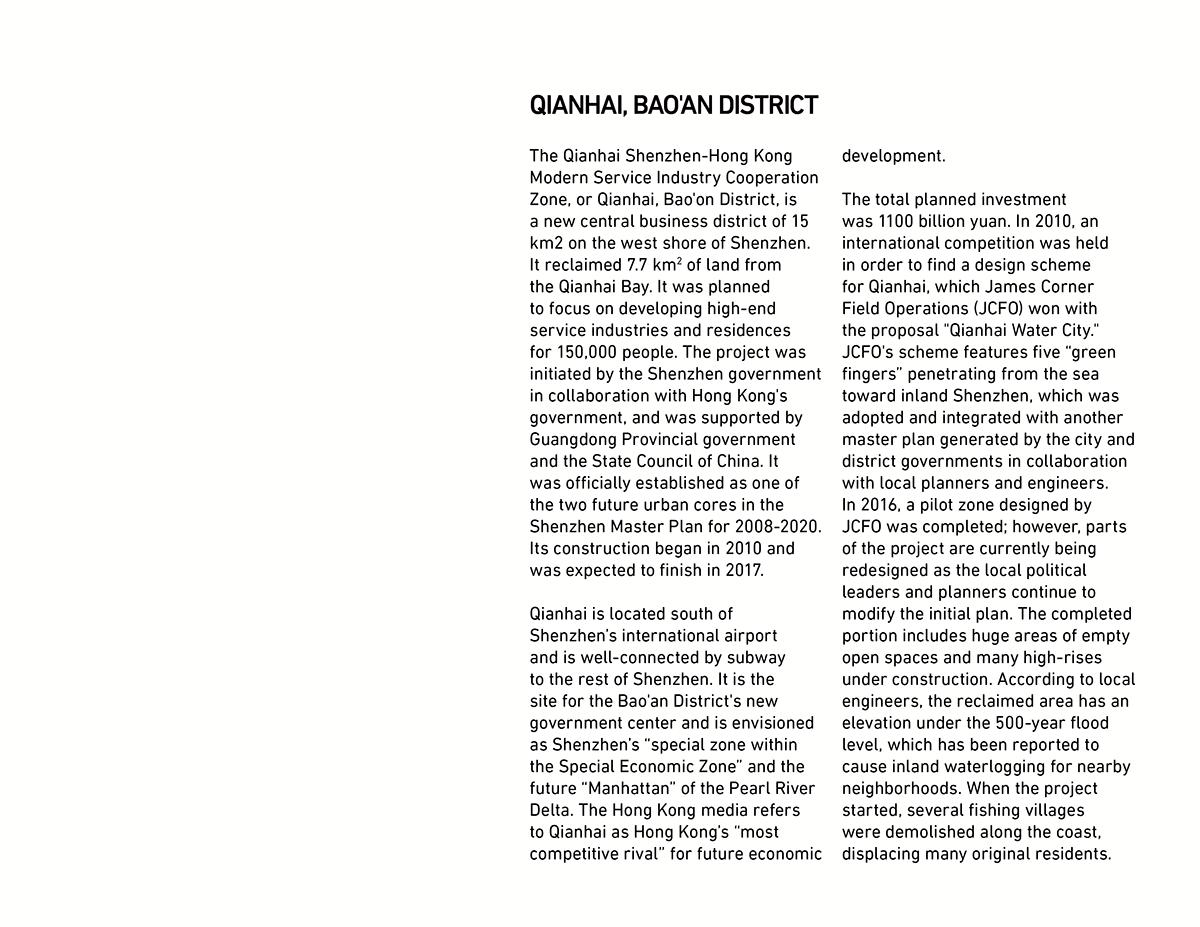 QIANHAI, BAO'AN DISTRICT
The Qianhai Shenzhen-Hong Kong
Modern Service Industry Cooperation
Zone, or Qianhai, Bao'on District, is
a new central business district of 15
km2 on the west shore of Shenzhen.
It reclaimed 7.7 km² of land from
the Qianhai Bay. It was planned
to focus on developing high-end
service industries and residences
for 150,000 people. The project was
initiated by the Shenzhen government
in collaboration with Hong Kong's
government, and was supported by
Guangdong Provincial government
and the State Council of China. It
was officially established as one of
the two future urban cores in the
Shenzhen Master Plan for 2008-2020.
Its construction began in 2010 and
was expected to finish in 2017.
Qianhai is located south of
Shenzhen's international airport
and is well-connected by subway
to the rest of Shenzhen. It is the
site for the Bao'an District's new
government center and is envisioned
as Shenzhen's “special zone within
the Special Economic Zone” and the
future “Manhattan” of the Pearl River
Delta. The Hong Kong media refers
to Qianhai as Hong Kong's “most
competitive rival” for future economic
development.
The total planned investment
was 1100 billion yuan. In 2010, an
international competition was held
in order to find a design scheme
for Qianhai, which James Corner
Field Operations (JCFO) won with
the proposal "Qianhai Water City."
JCFO's scheme features five “green
fingers” penetrating from the sea
toward inland Shenzhen, which was
adopted and integrated with another
master plan generated by the city and
district governments in collaboration
with local planners and engineers.
In 2016, a pilot zone designed by
JCFO was completed; however, parts
of the project are currently being
redesigned as the local political
leaders and planners continue to
modify the initial plan. The completed
portion includes huge areas of empty
open spaces and many high-rises
under construction. According to local
engineers, the reclaimed area has an
elevation under the 500-year flood
level, which has been reported to
cause inland waterlogging for nearby
neighborhoods. When the project
started, several fishing villages
were demolished along the coast,
displacing many original residents.